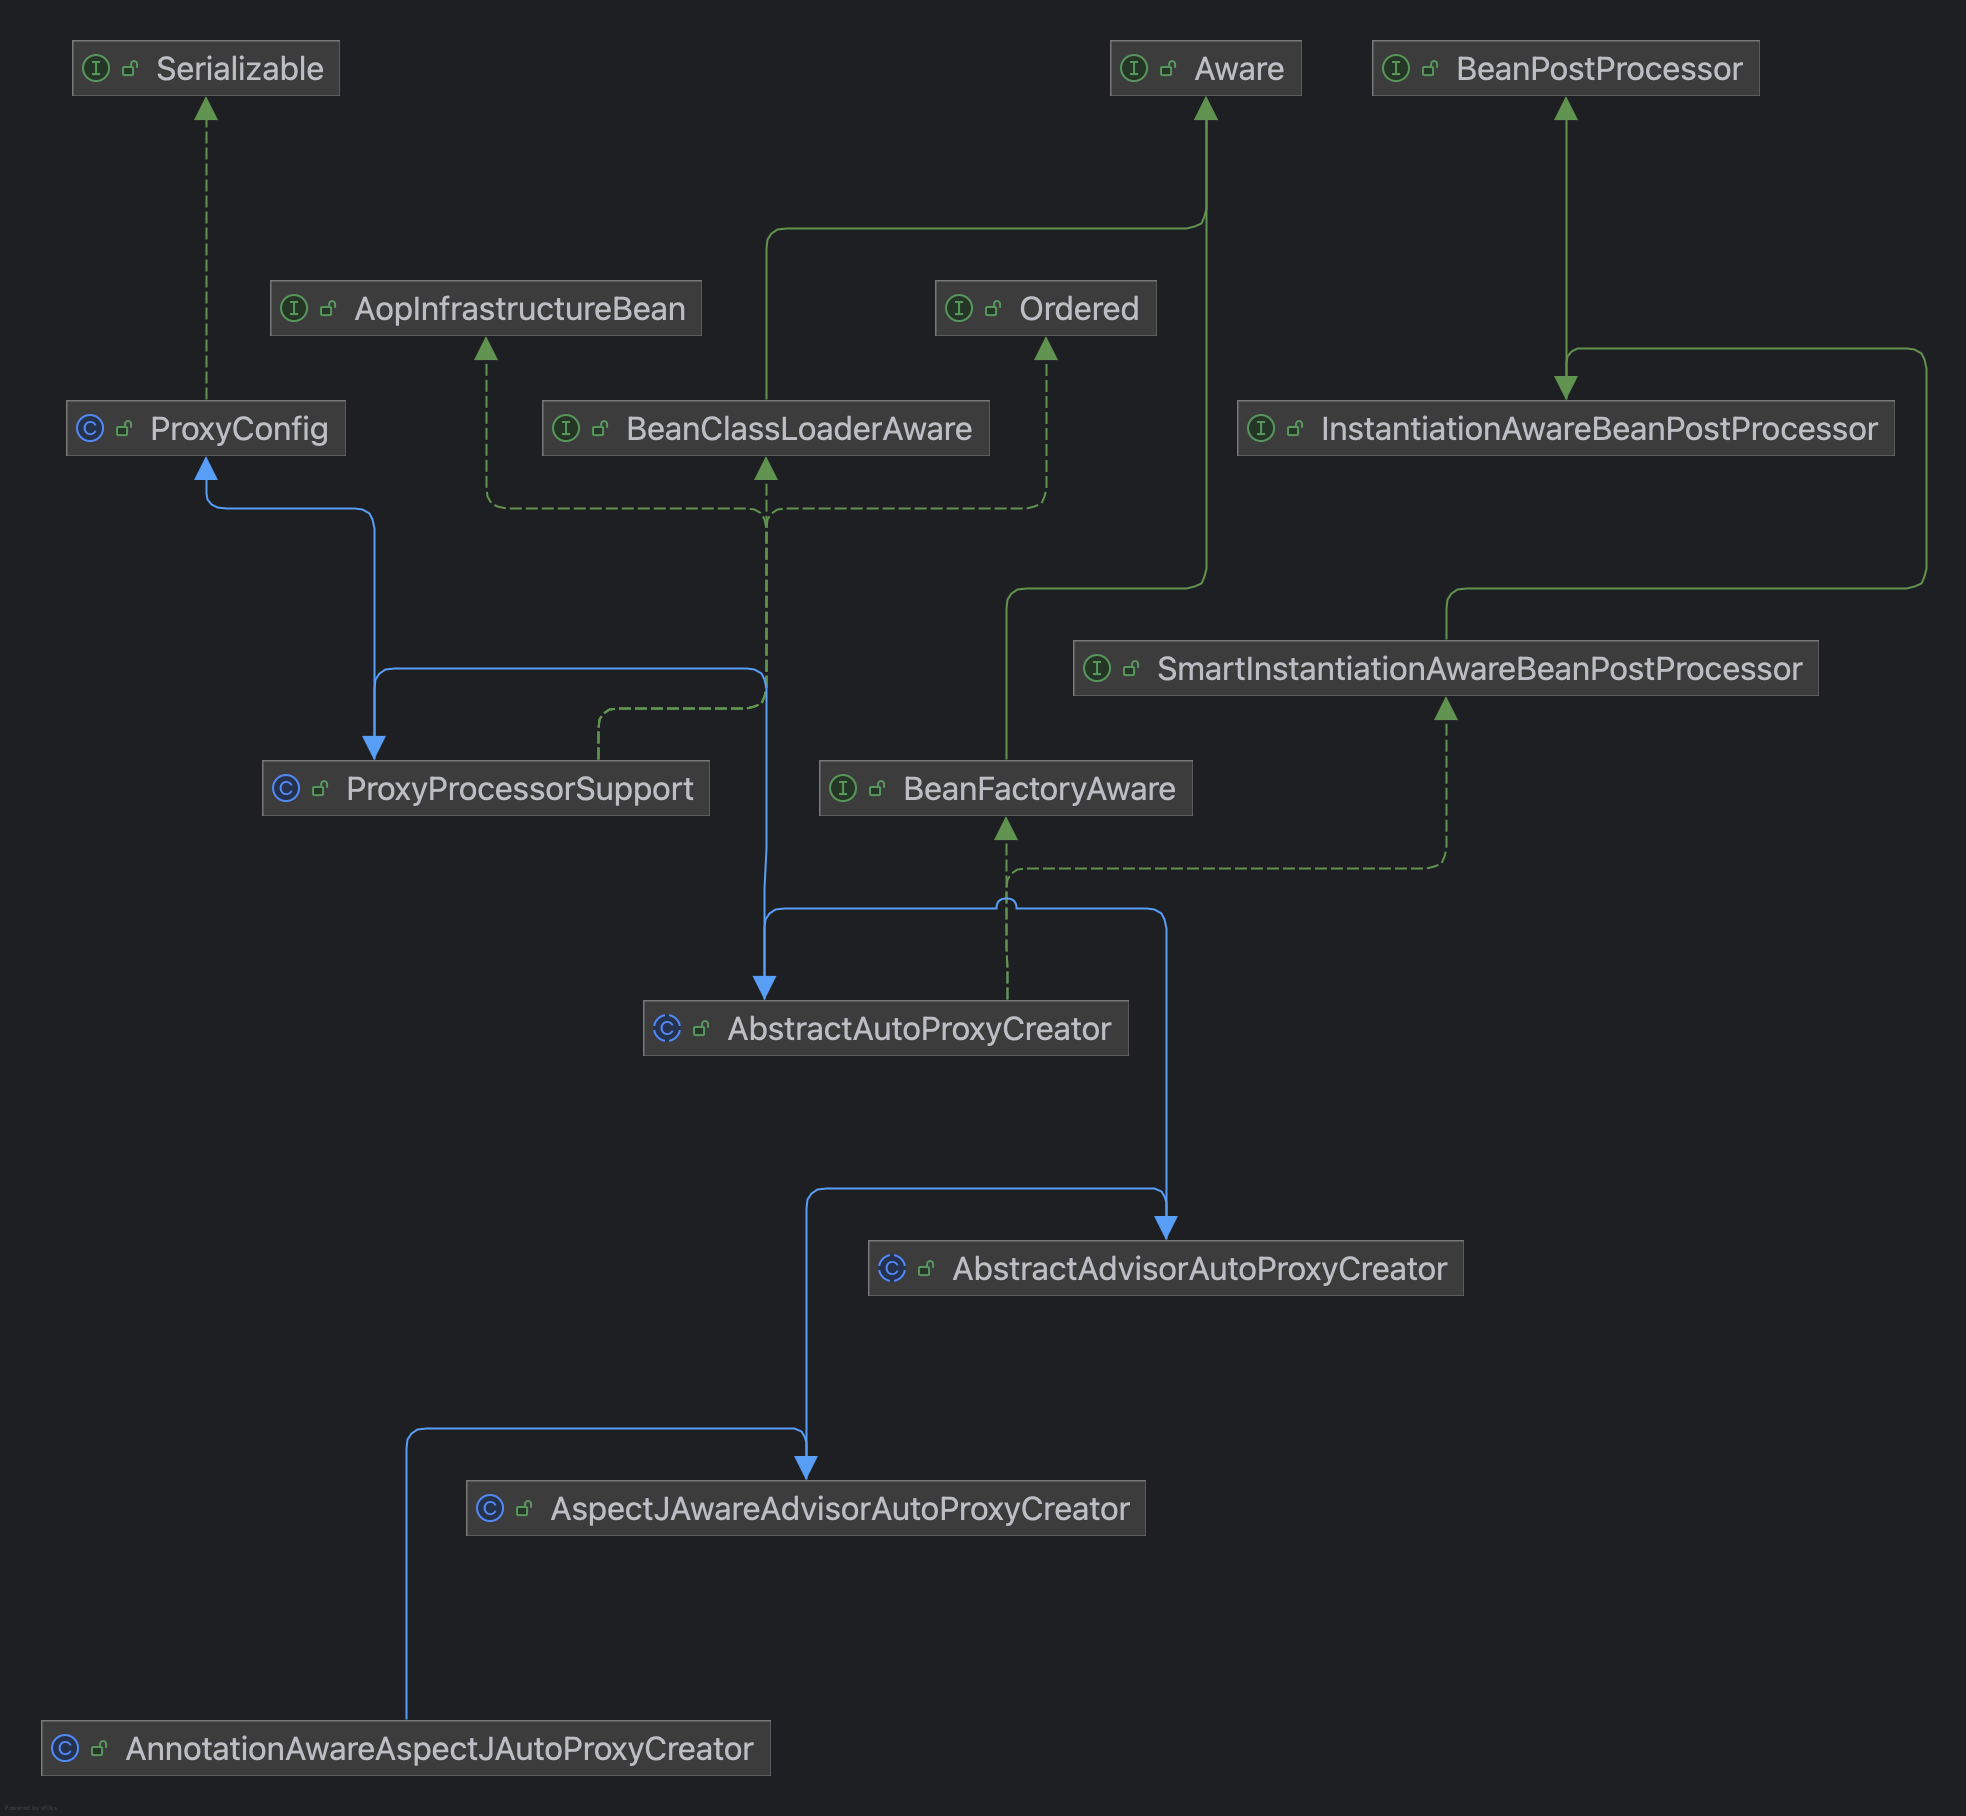 Serializable
Aware
BeanPostProcessor
AopInfrastructureBean
Ordered
ProxyConfig
BeanClassLoaderAware
InstantiationAwareBeanPostProcessor
SmartInstantiationAwareBeanPostProcessor
ProxyProcessorSupport
BeanFactoryAware
AbstractAutoProxyCreator
AbstractAdvisorAutoProxyCreator
AspectJAwareAdvisorAutoProxyCreator
AnnotationAwareAspectJAutoProxyCreator